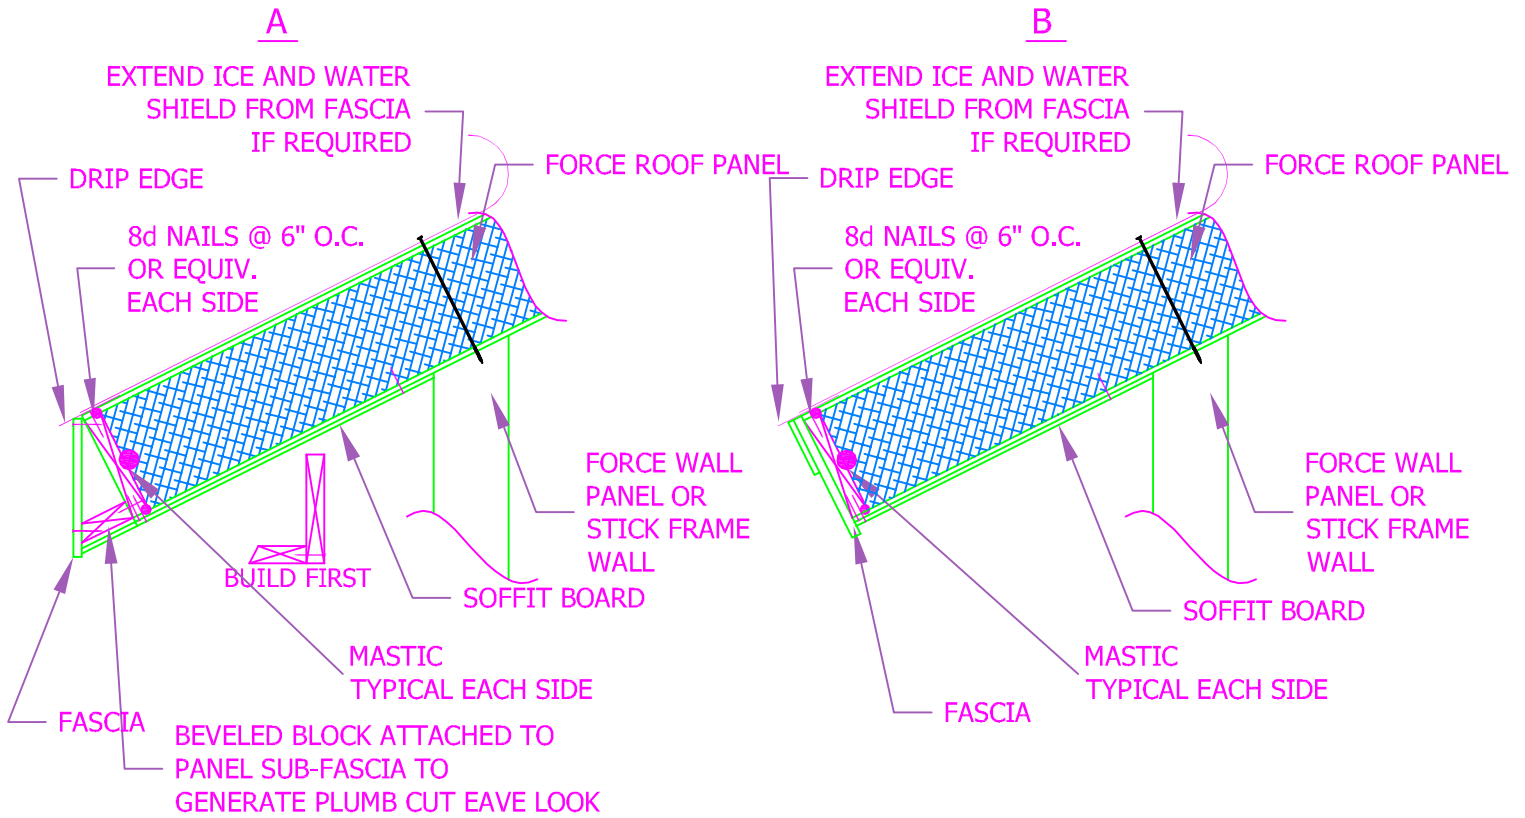 A
EXTEND ICE AND WATER
SHIELD FROM FASCIA
IF REQUIRED
FORCE ROOF PANEL
DRIP EDGE
8d NAILS @ 6" O.C.
OR EQUIV.
EACH SIDE
FORCE WALL
PANEL OR
STICK FRAME
WALL
BUILD FIRST
SOFFIT BOARD
MASTIC
TYPICAL EACH SIDE
FASCIA
BEVELED BLOCK ATTACHED TO
PANEL SUB-FASCIA TO
GENERATE PLUMB CUT EAVE LOOK
B
EXTEND ICE AND WATER
SHIELD FROM FASCIA
IF REQUIRED
FORCE ROOF PANEL
DRIP EDGE
8d NAILS @ 6" O.C.
OR EQUIV.
EACH SIDE
FORCE WALL
PANEL OR
STICK FRAME
WALL
SOFFIT BOARD
MASTIC
TYPICAL EACH SIDE
FASCIA